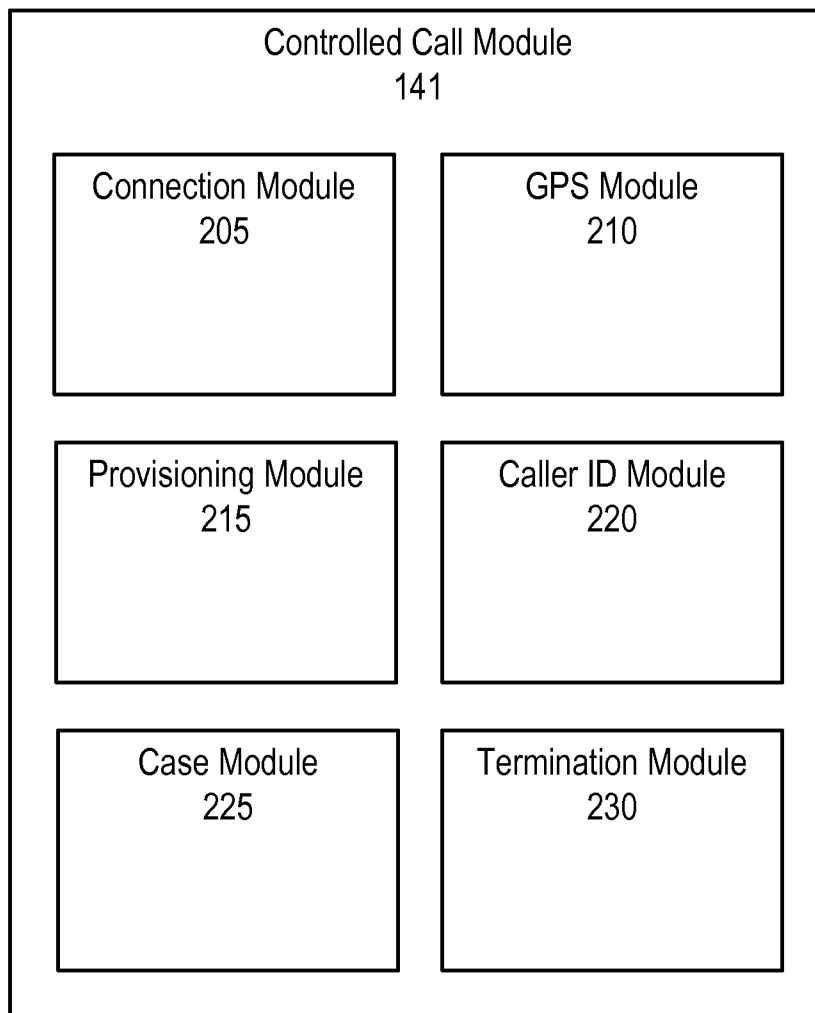 Controlled Call Module
141
Connection Module
205
GPS Module
210
Provisioning Module
215
Caller ID Module
220
Case Module
225
Termination Module
230